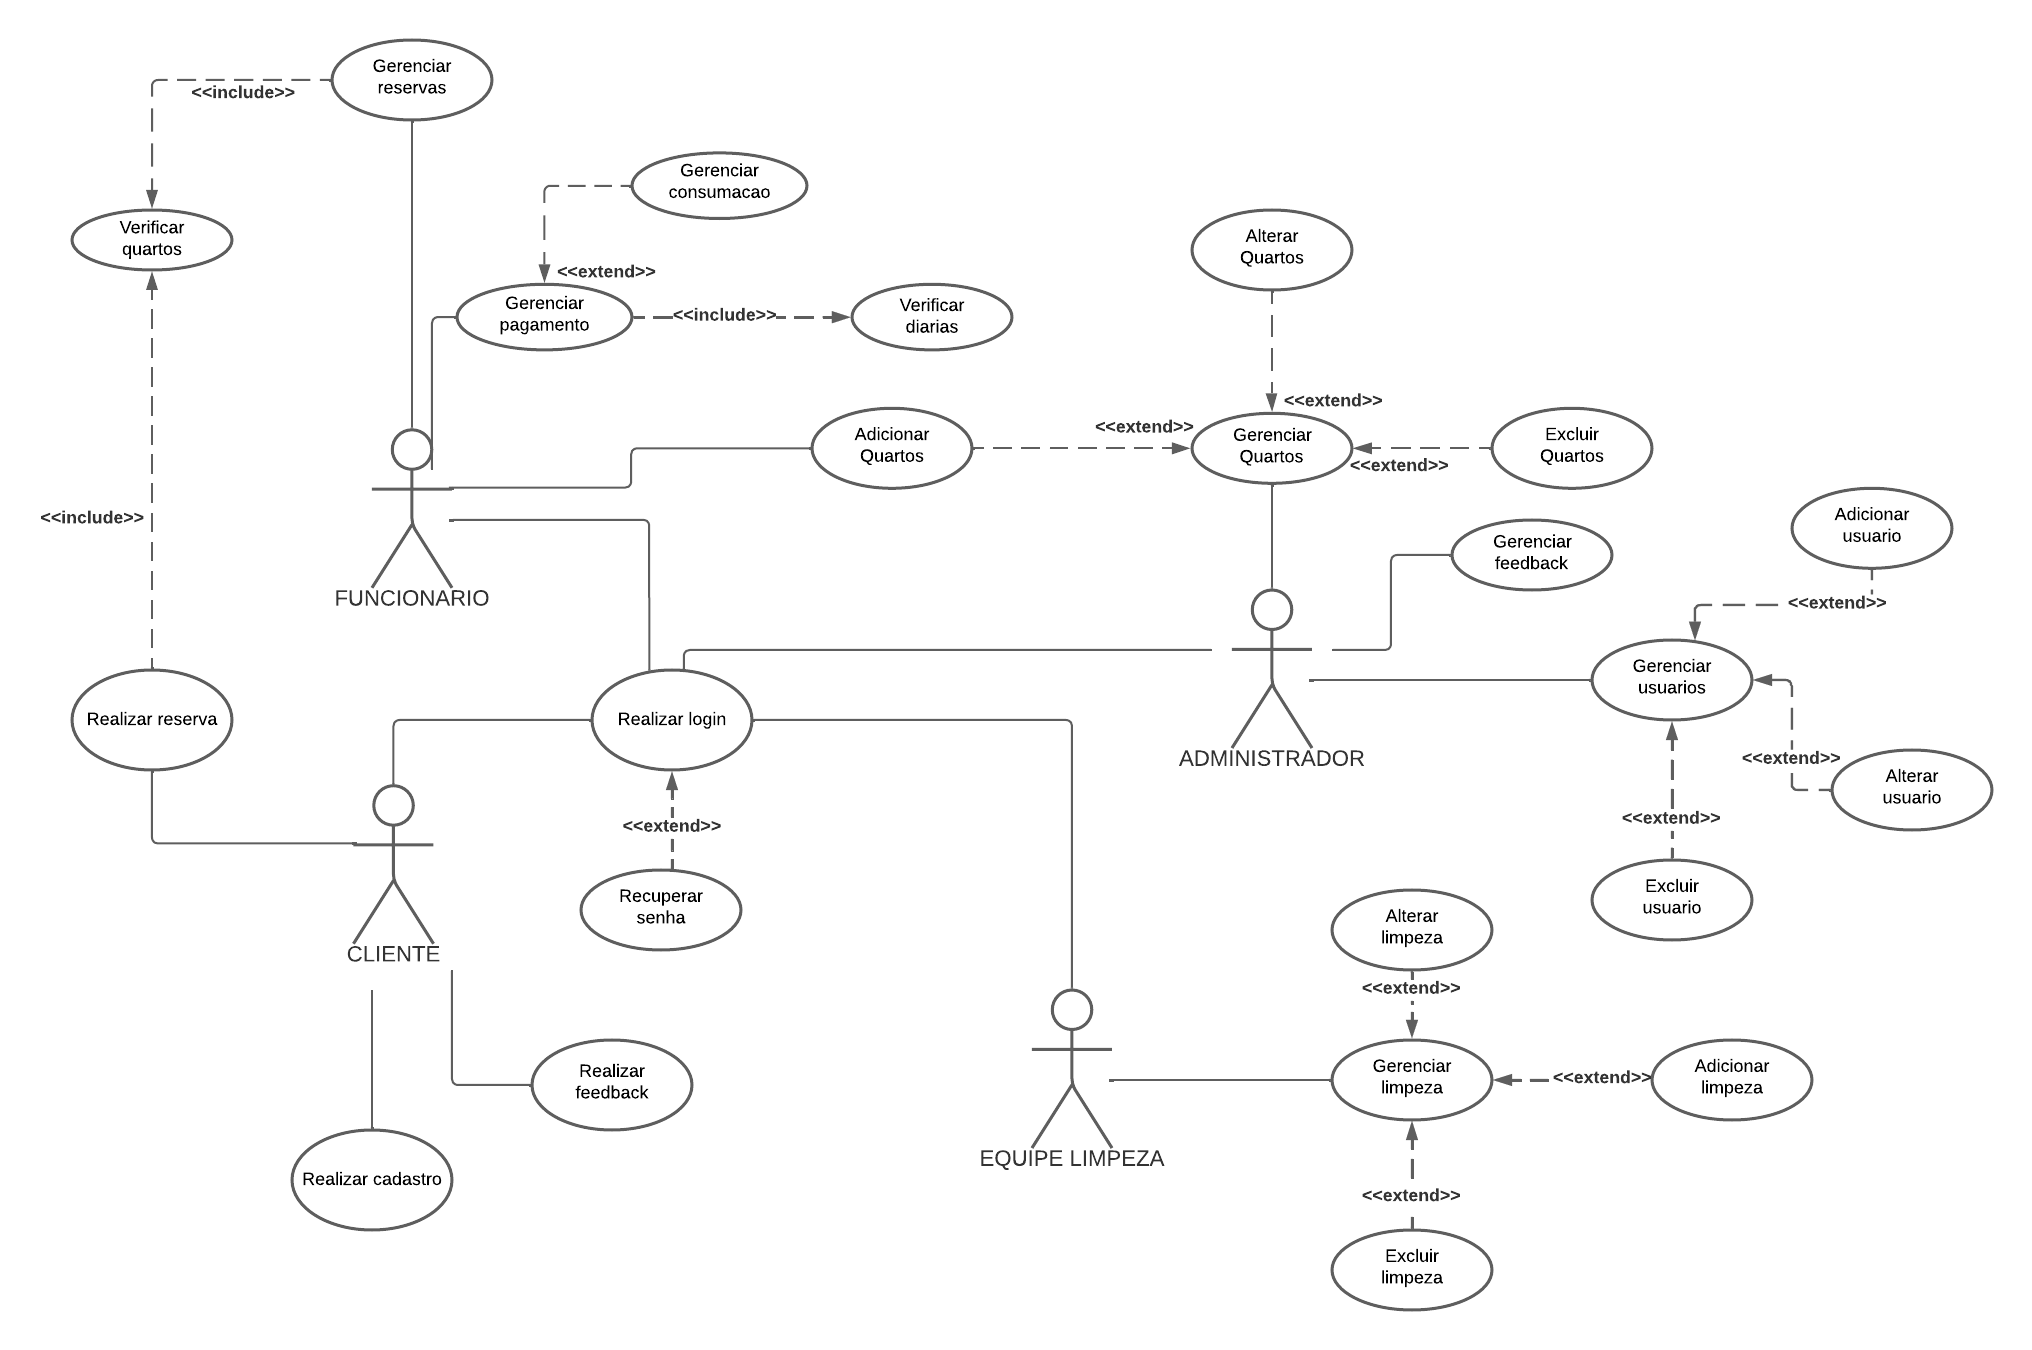 Gerenciar
reservas
<<include>>
Gerenciar
consumacao
Verificar
quartos
<<extend>>
Gerenciar
pagamento
<<include>>
Verificar
diarias
Alterar
Quartos
<<extend>>
Adicionar
Quartos
<<extend>>
Gerenciar
Quartos
<<extend>>
Excluir
Quartos
<<include>>
Gerenciar
feedback
Adicionar
usuario
<<extend>>
FUNCIONARIO
Gerenciar
usuarios
Realizar reserva
Realizar login
ADMINISTRADOR
<<extend>>
Alterar
usuario
<<extend>>
<<extend>>
Recuperar
senha
Excluir
usuario
CLIENTE
Alterar
limpeza
<<extend>>
Realizar
feedback
Gerenciar
limpeza
<<extend>>
Adicionar
limpeza
EQUIPE LIMPEZA
Realizar cadastro
<<extend>>
Excluir
limpeza